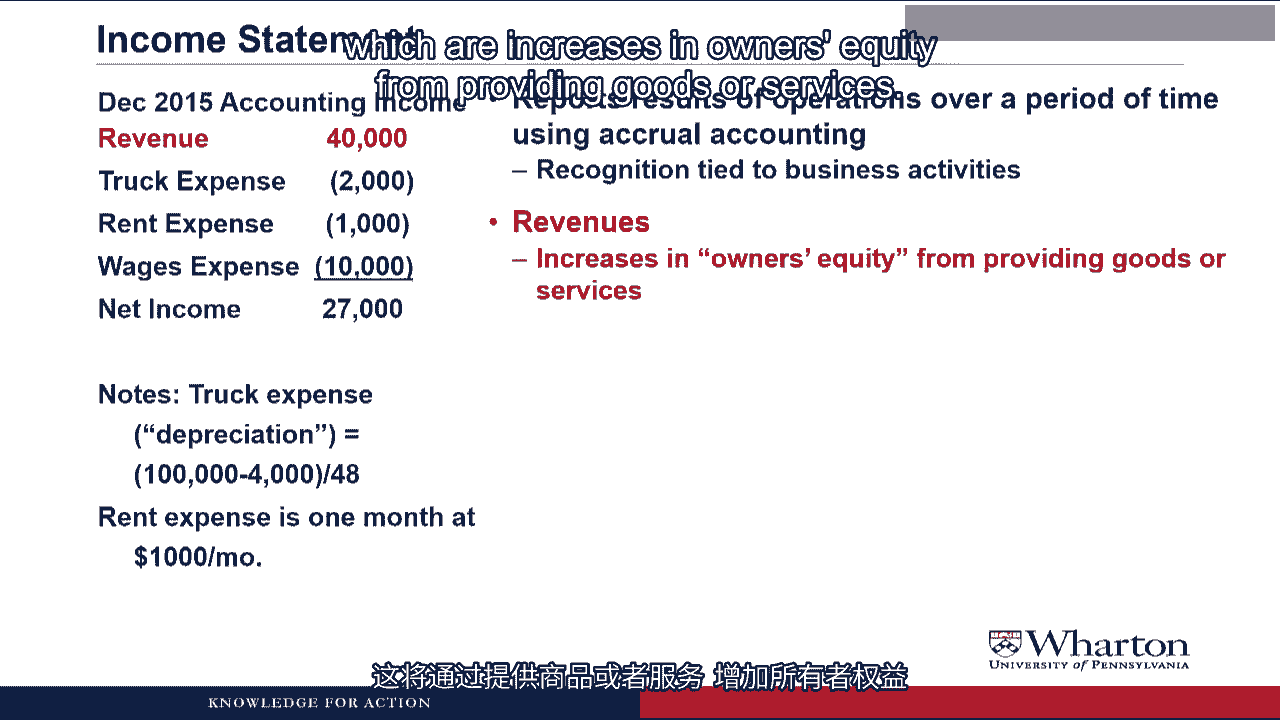 Income Statement
which are increases in owners' equity
from providing goods or services.
Dec 2015 Accounting Income
Revenue 40,000
Truck Expense (2,000)
Rent Expense (1,000)
Wages Expense (10,000)
Net Income 27,000
Notes: Truck expense
(“depreciation”) =
(100,000-4,000)/48
Rent expense is one month at
$1000/mo.
Reports results of operations over a period of time
using accrual accounting
– Recognition tied to business activities
• Revenues
– Increases in “owners’ equity” from providing goods or
services
Wharton
UNIVERSITY of PENNSYLVANIA
这将通过提供商品或者服务 增加所有者权益
KNOWLEDGE FOR ACTION